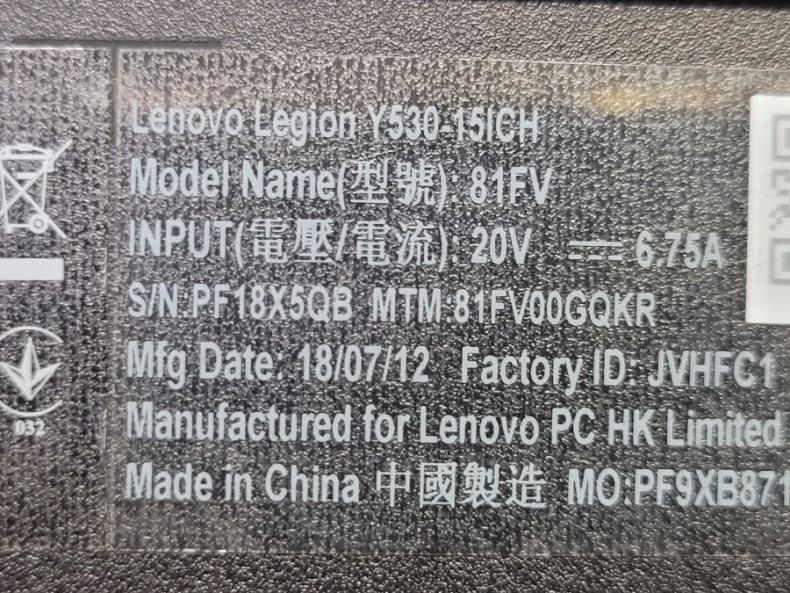 Lenovo Legion Y530-15ICH
Model Name(型號): 81FV
INPUT(電壓/電流): 20V ⎓ 6.75A
S/N:PF18X5QB MTM:81FV00GQKR
Mfg Date: 18/07/12 Factory ID: JVHFC1
Manufactured for Lenovo PC HK Limited
Made in China 中國製造 MO:PF9XB871
032